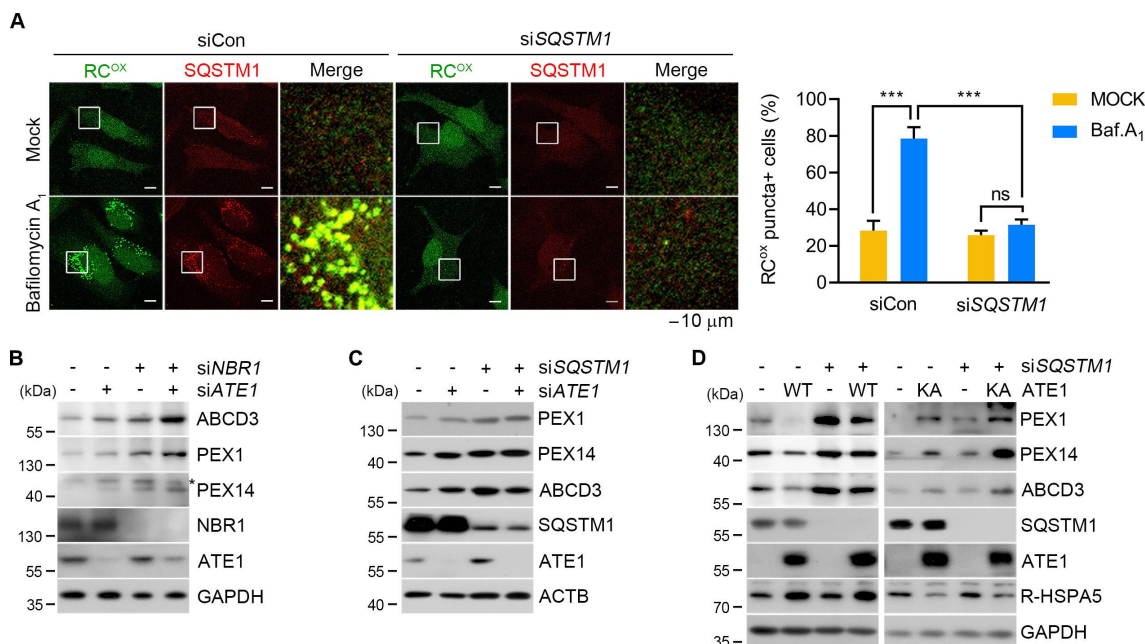 A
siCon
siSQSTM1
RC^OX SQSTM1 Merge RC^OX SQSTM1 Merge
Mock
Bafilomycin A₁
–10 μm
RC^OX puncta+ cells (%)
100
80
60
40
20
0
*** ***
ns
siCon siSQSTM1
MOCK
Baf.A₁
B
- - + + siNBR1
(kDa) - + - + siATE1
55 ABCD3
130 PEX1
40 * PEX14
130 NBR1
55 ATE1
35 GAPDH
C
- - + + siSQSTM1
(kDa) - + - + siATE1
130 PEX1
40 PEX14
55 ABCD3
55 SQSTM1
55 ATE1
40 ACTB
D
- - + + - - + + siSQSTM1
(kDa) - WT - WT - KA - KA ATE1
130 PEX1
40 PEX14
55 ABCD3
55 SQSTM1
55 ATE1
70 R-HSPA5
35 GAPDH